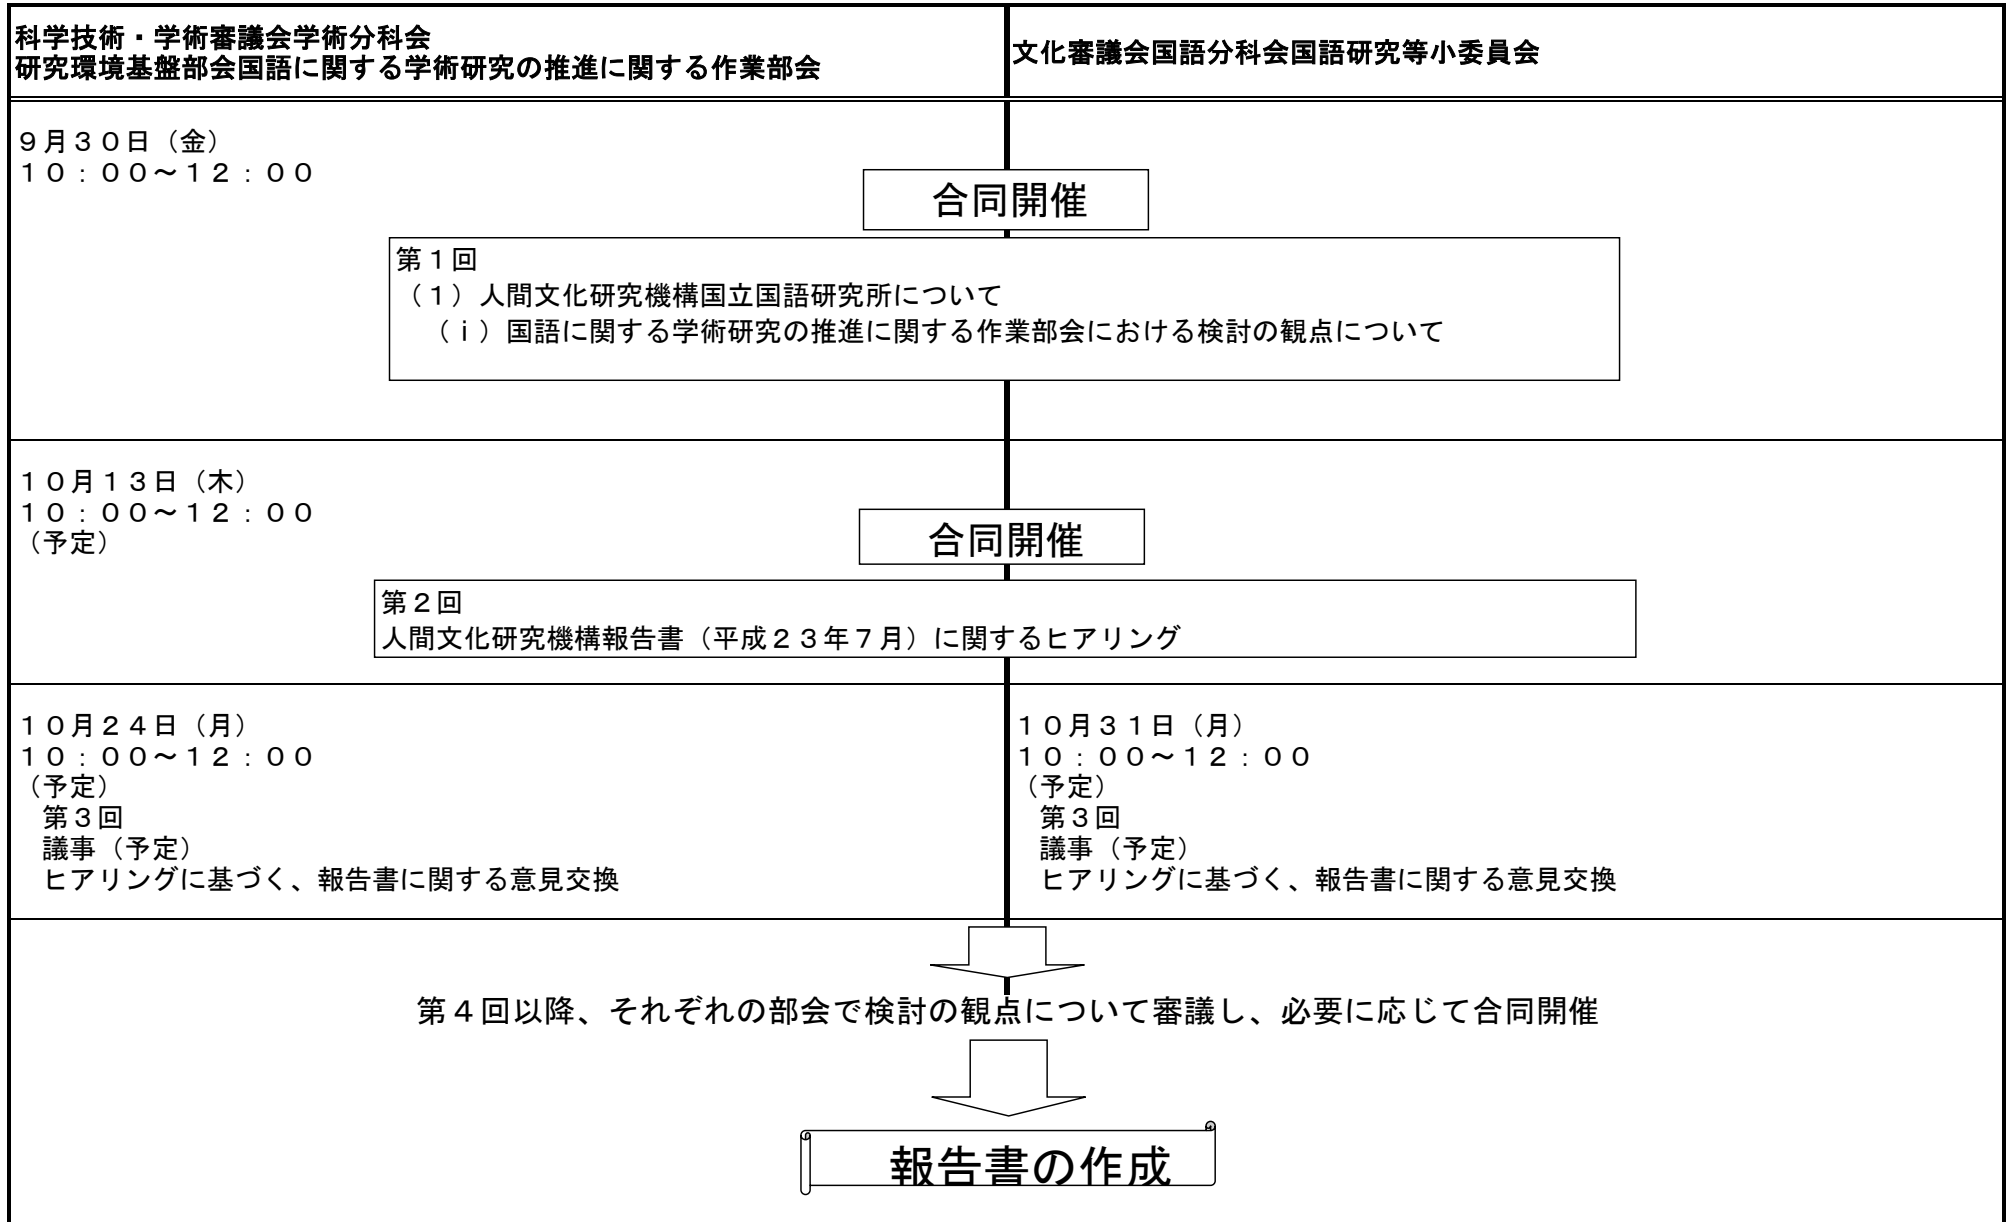 科学技術・学術審議会学術分科会
研究環境基盤部会国語に関する学術研究の推進に関する作業部会
文化審議会国語分科会国語研究等小委員会
９月３０日（金）
１０：００～１２：００
合同開催
第１回
（１）人間文化研究機構国立国語研究所について
（ⅰ）国語に関する学術研究の推進に関する作業部会における検討の観点について
１０月１３日（木）
１０：００～１２：００
（予定）
合同開催
第２回
人間文化研究機構報告書（平成２３年７月）に関するヒアリング
１０月２４日（月）
１０：００～１２：００
（予定）
第３回
議事（予定）
ヒアリングに基づく、報告書に関する意見交換
１０月３１日（月）
１０：００～１２：００
（予定）
第３回
議事（予定）
ヒアリングに基づく、報告書に関する意見交換
第４回以降、それぞれの部会で検討の観点について審議し、必要に応じて合同開催
報告書の作成